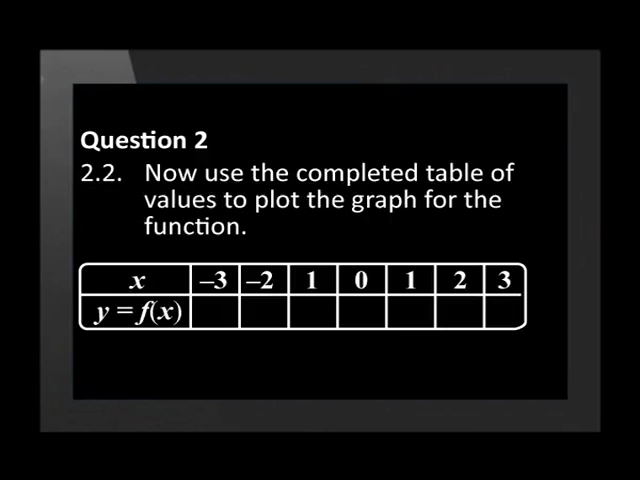 Question 2
2.2. Now use the completed table of
values to plot the graph for the
function.
x –3 –2 1 0 1 2 3
y = f(x)